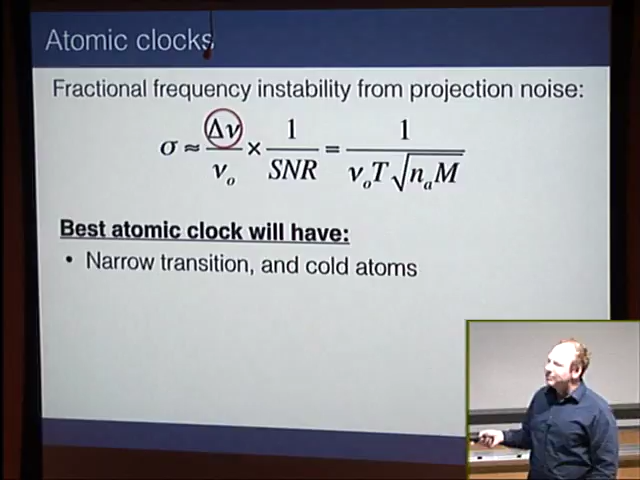 Atomic clocks
Fractional frequency instability from projection noise:
σ ≈ Δν/ν₀ × 1/SNR = 1/(ν₀T√(nₐM))
Best atomic clock will have:
• Narrow transition, and cold atoms